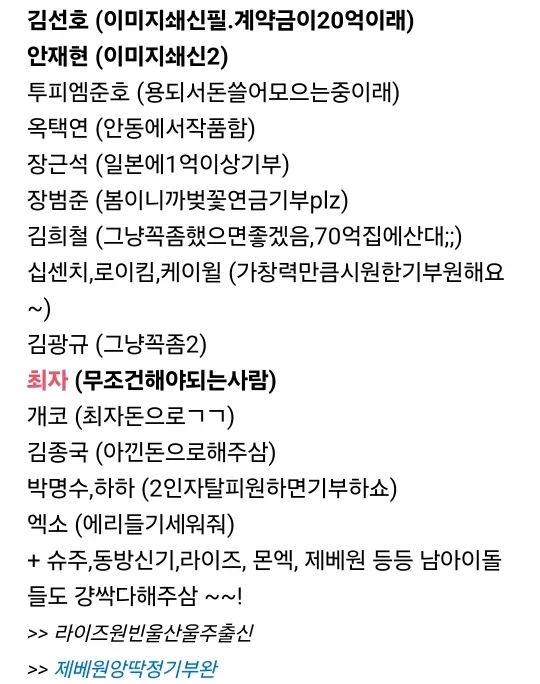 김선호 (이미지쇄신필.계약금이20억이래)
안재현 (이미지쇄신2)
투피엠준호 (용되서돈쓸어모으는중이래)
옥택연 (안동에서작품함)
장근석 (일본에1억이상기부)
장범준 (봄이니까벚꽃연금기부plz)
김희철 (그냥꼭좀했으면좋겠음,70억집에산대;;)
십센치,로이킴,케이윌 (가창력만큼시원한기부원해요
~)
김광규 (그냥꼭좀2)
최자 (무조건해야되는사람)
개코 (최자돈으로ㄱㄱ)
김종국 (아낀돈으로해주삼)
박명수,하하 (2인자탈피원하면기부하쇼)
엑소 (에리들기세워줘)
+ 슈주,동방신기,라이즈, 몬엑, 제베원 등등 남아이돌
들도 걍싹다해주삼 ~~!
>> 라이즈원빈울산울주출신
>> 제베원앙딱정기부완